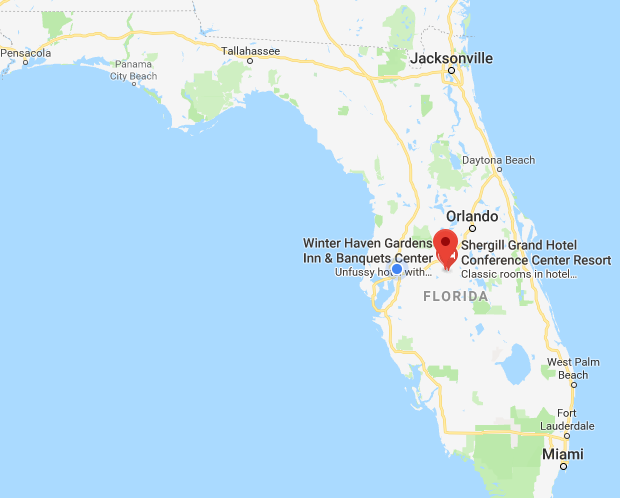 Pensacola
Panama
City Beach
Tallahassee
Jacksonville
Daytona Beach
Orlando
Winter Haven Gardens
Inn & Banquets Center
Unfussy hotel with...
Shergill Grand Hotel
Conference Center Resort
Classic rooms in hotel...
FLORIDA
West Palm
Beach
Fort
Lauderdale
Miami